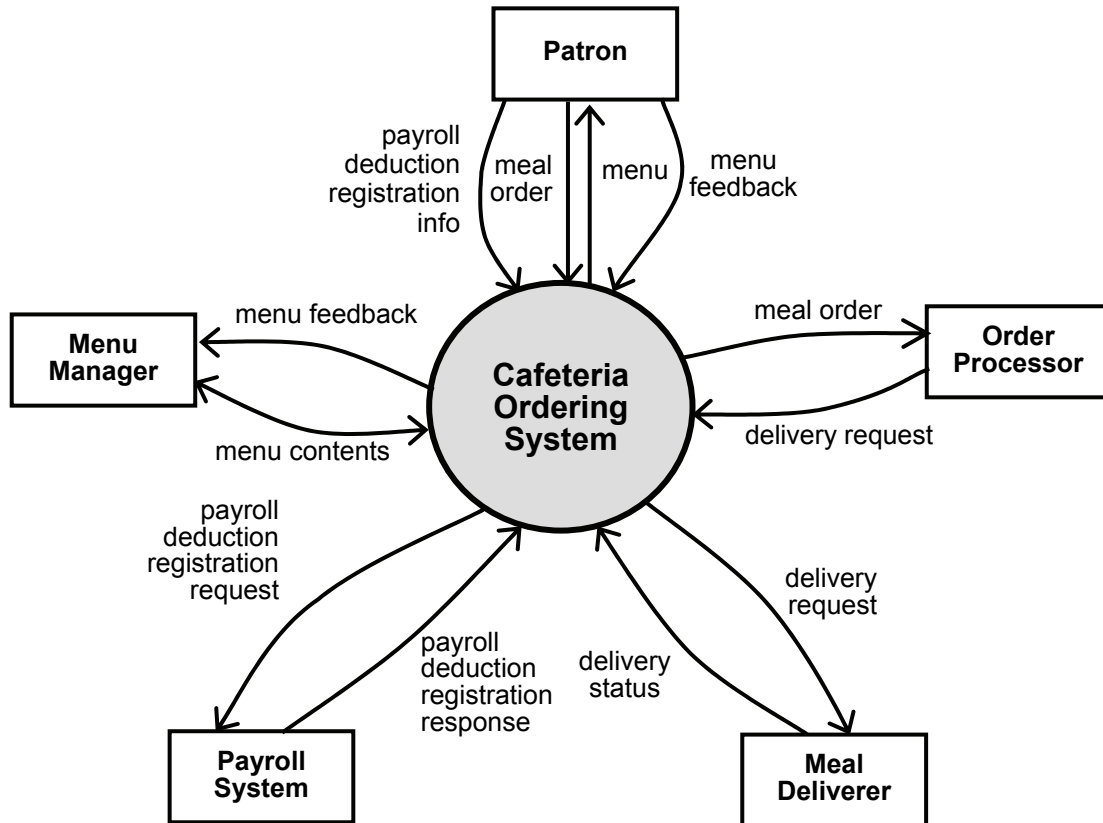 Patron
payroll
deduction
registration
info
meal
order
menu
menu
feedback
menu feedback
meal order
Menu
Manager
Cafeteria
Ordering
System
Order
Processor
menu contents
delivery request
payroll
deduction
registration
request
payroll
deduction
registration
response
delivery
status
delivery
request
Payroll
System
Meal
Deliverer